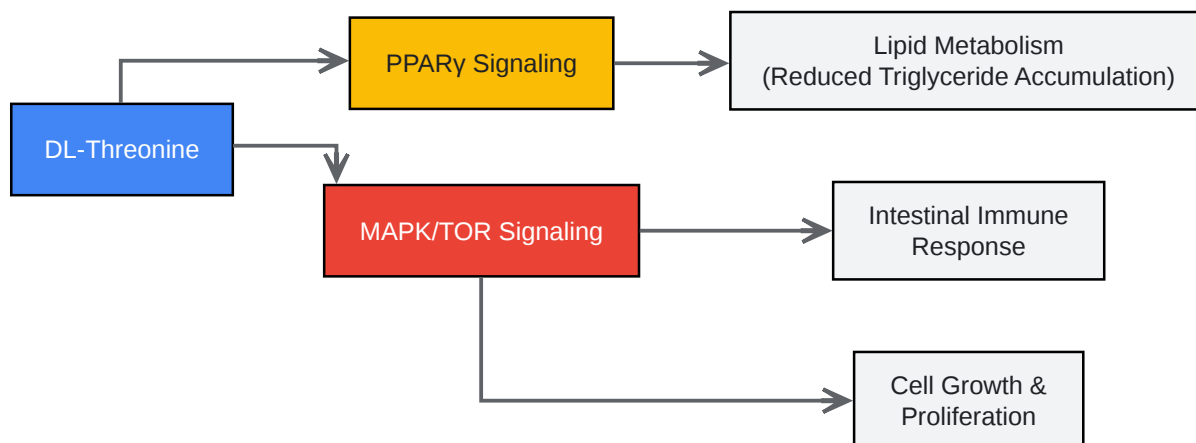 PPARγ Signaling
Lipid Metabolism
(Reduced Triglyceride Accumulation)
DL-Threonine
MAPK/TOR Signaling
Intestinal Immune
Response
Cell Growth &
Proliferation